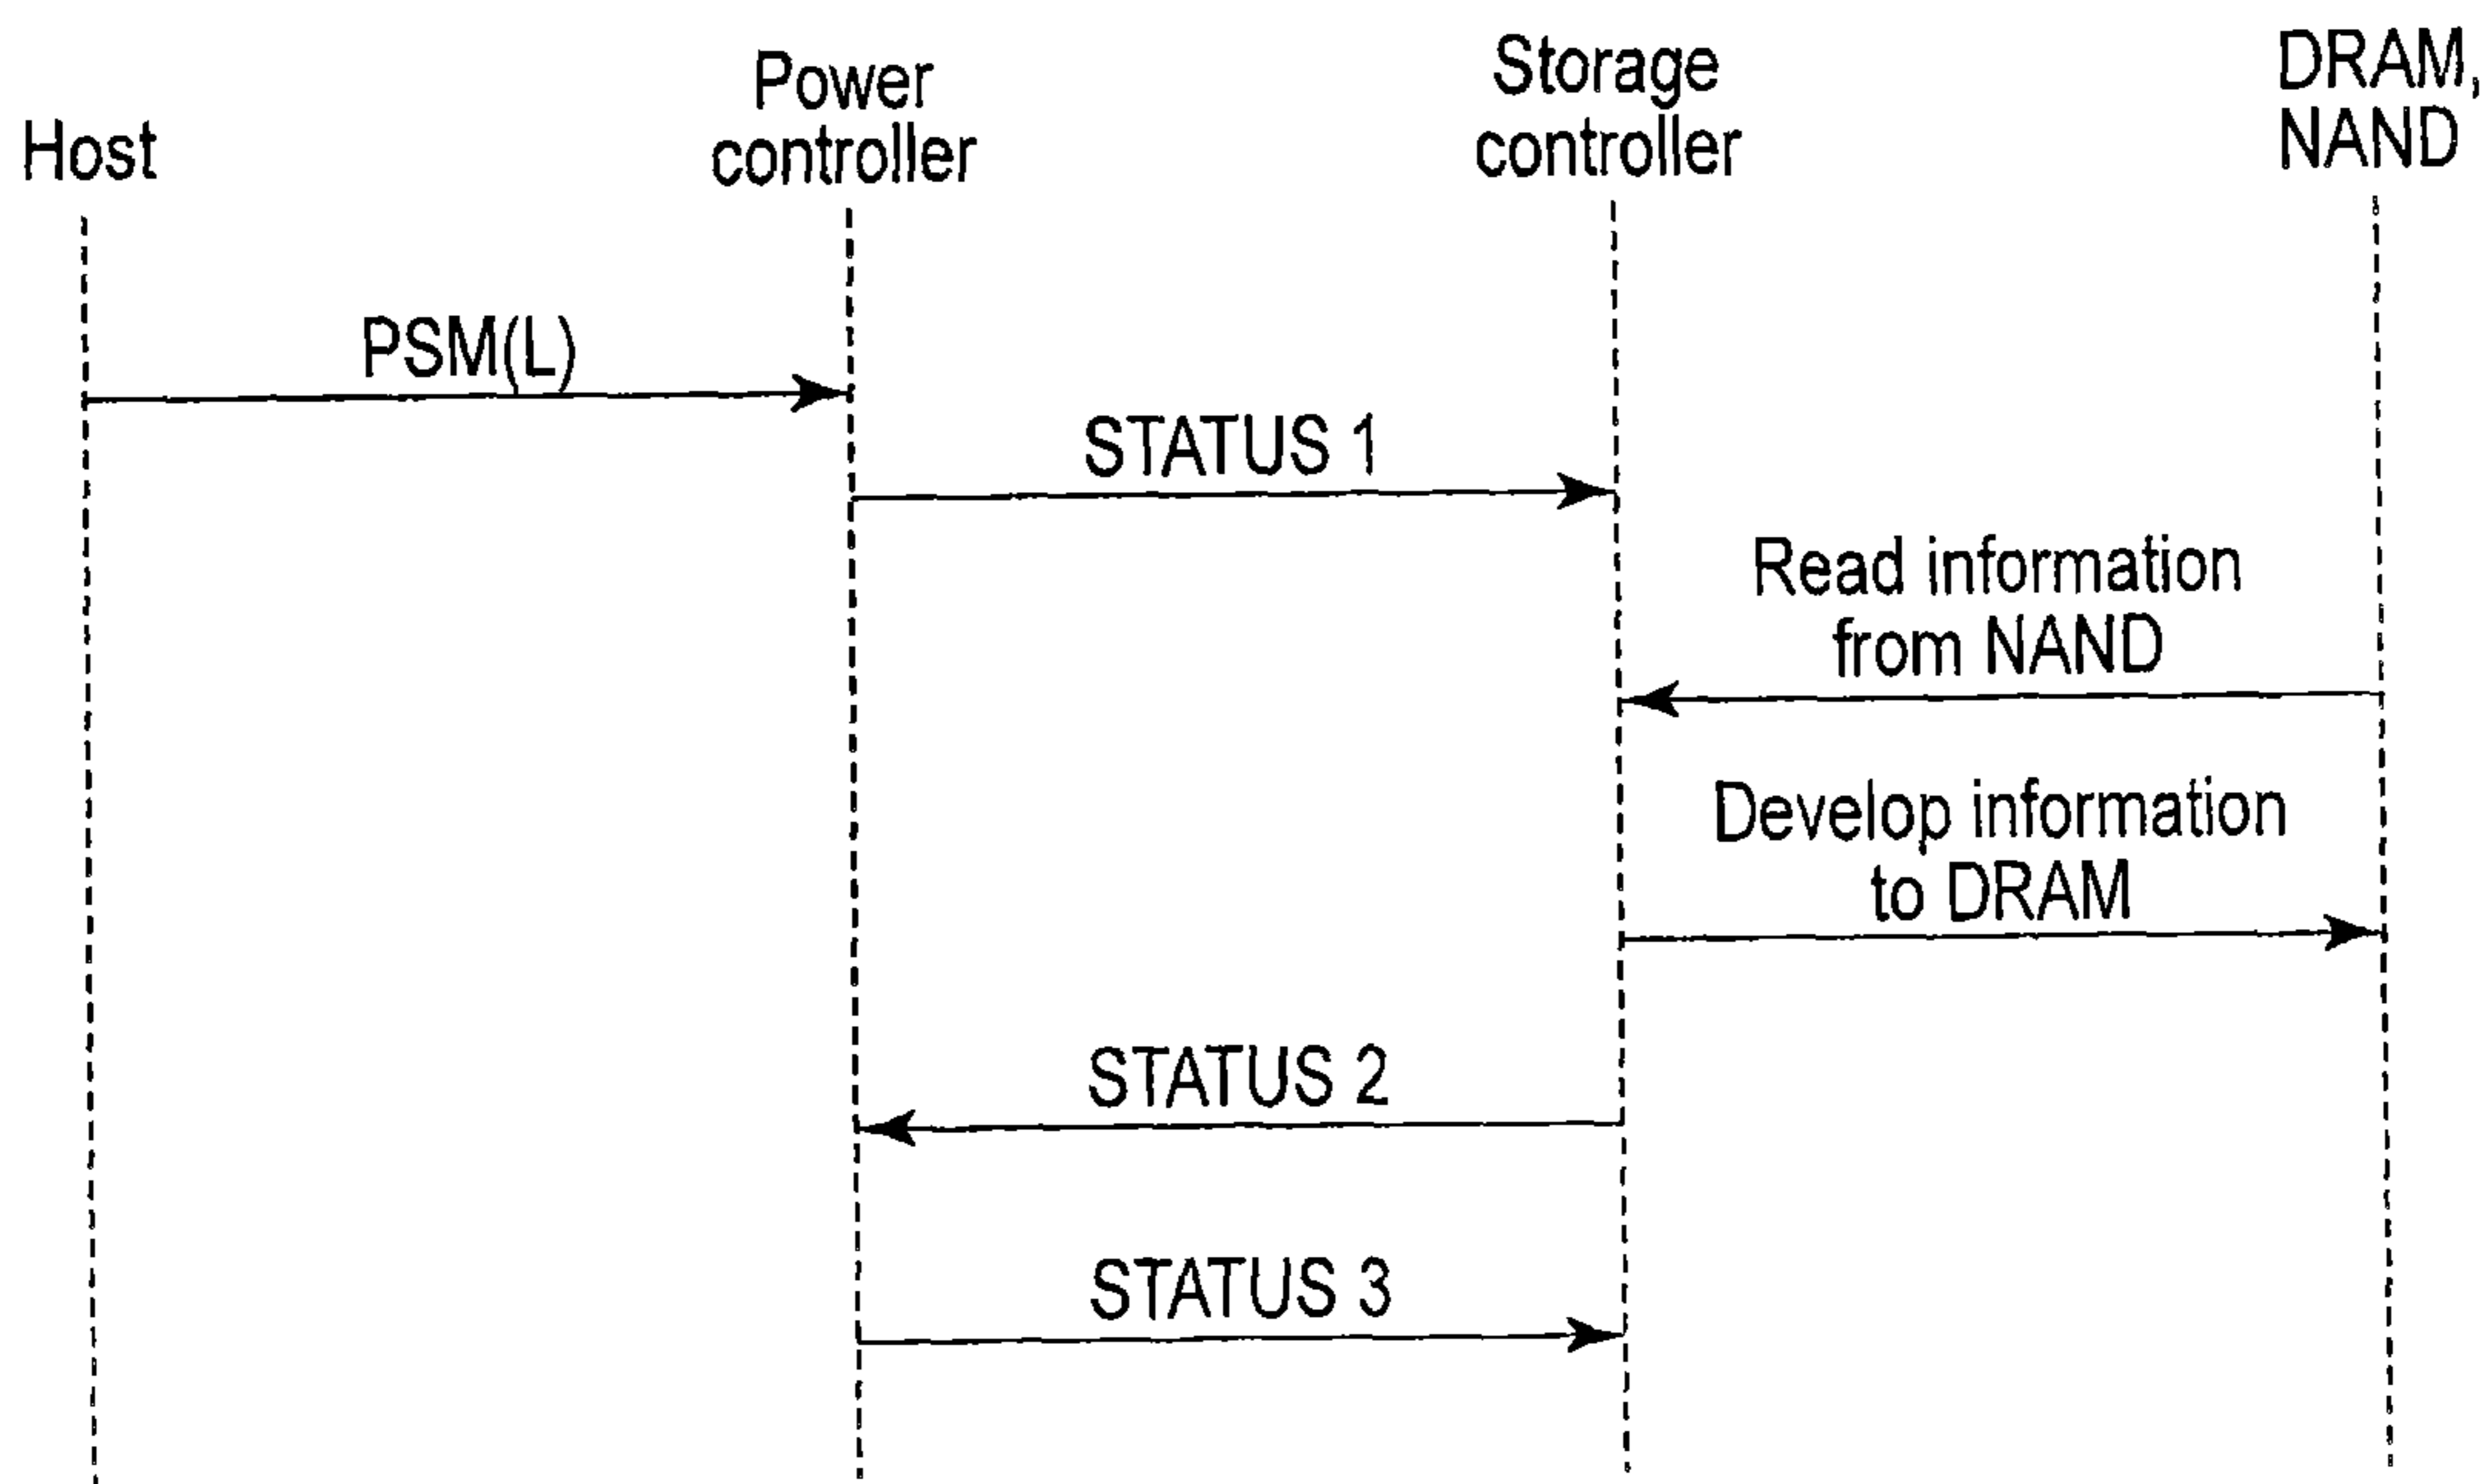 Host
Power
controller
Storage
controller
DRAM,
NAND
PSM(L)
STATUS 1
Read information
from NAND
Develop information
to DRAM
STATUS 2
STATUS 3